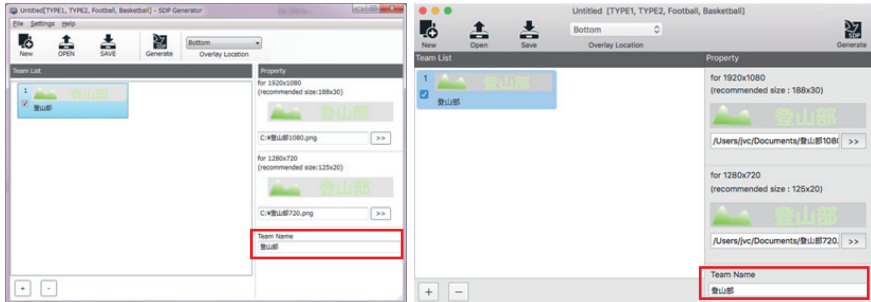 Untitled[TYPE1, TYPE2, Football, Basketball] - SDP Generator
File Settings Help
New OPEN SAVE Generate Bottom Overlay Location
Team List
1
登山部
登山部
Property
for 1920x1080
(recommended size:188x30)
登山部
C:¥登山部1080.png >>
for 1280x720
(recommended size:125x20)
登山部
C:¥登山部720.png >>
Team Name
登山部
+ -
Untitled [TYPE1, TYPE2, Football, Basketball]
Bottom
SDP
New Open Save Overlay Location Generate
Team List
1
登山部
登山部
Property
for 1920x1080
(recommended size : 188x30)
登山部
/Users/jvc/Documents/登山部108 >>
for 1280x720
(recommended size : 125x20)
登山部
/Users/jvc/Documents/登山部720. >>
Team Name
登山部
+ −